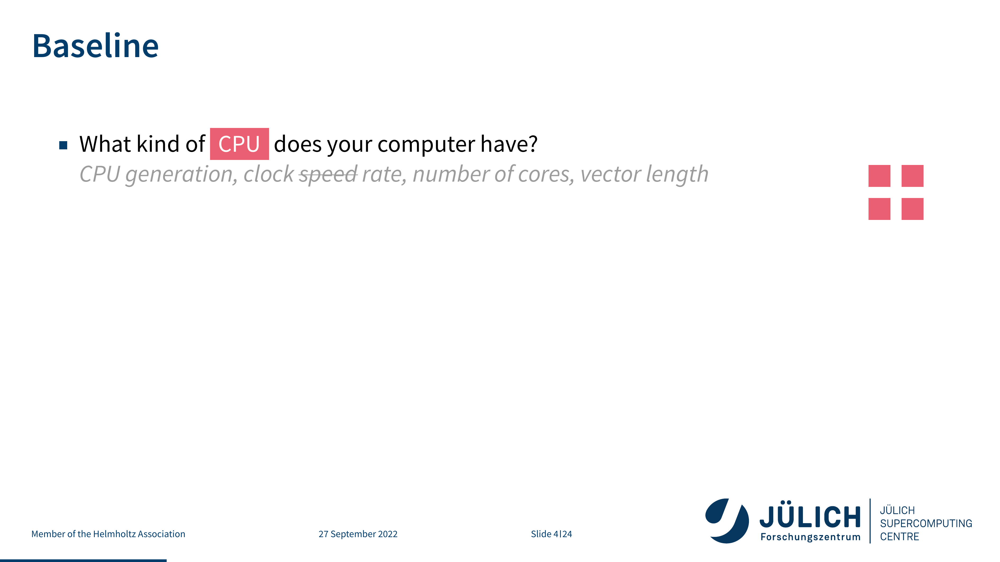 Baseline
What kind of CPU does your computer have?
CPU generation, clock speed rate, number of cores, vector length
Member of the Helmholtz Association
27 September 2022
Slide 4|24
JÜLICH
Forschungszentrum
JÜLICH
SUPERCOMPUTING
CENTRE